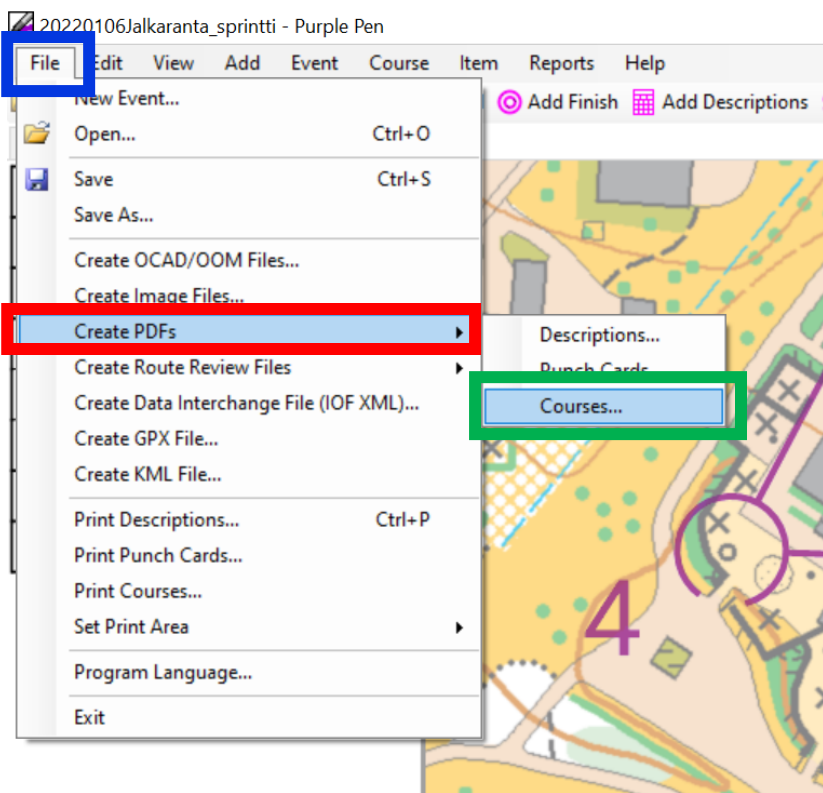 20220106Jalkaranta_sprintti - Purple Pen
File Edit View Add Event Course Item Reports Help
Add Finish Add Descriptions
New Event...
Open... Ctrl+O
Save Ctrl+S
Save As...
Create OCAD/OOM Files...
Create Image Files...
Create PDFs
Descriptions...
Punch Cards
Create Route Review Files
Courses...
Create Data Interchange File (IOF XML)...
Create GPX File...
Create KML File...
Print Descriptions... Ctrl+P
Print Punch Cards...
Print Courses...
Set Print Area
4
Program Language...
Exit